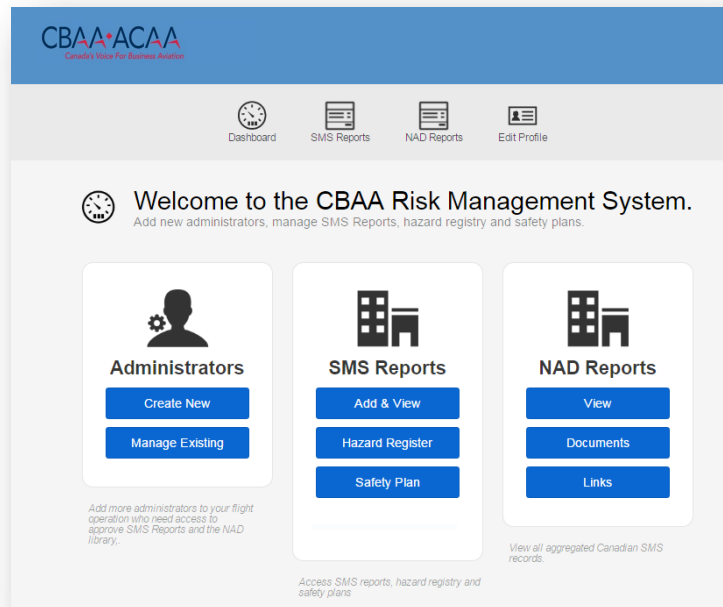 CBAA ACAA
Canada's Voice For Business Aviation
Dashboard SMS Reports NAD Reports Edit Profile
Welcome to the CBAA Risk Management System.
Add new administrators, manage SMS Reports, hazard registry and safety plans.
Administrators
Create New
Manage Existing
Add more administrators to your flight
operation who need access to
approve SMS Reports and the NAD
library,.
SMS Reports
Add & View
Hazard Register
Safety Plan
Access SMS reports, hazard registry and
safety plans
NAD Reports
View
Documents
Links
View all aggregated Canadian SMS
records.